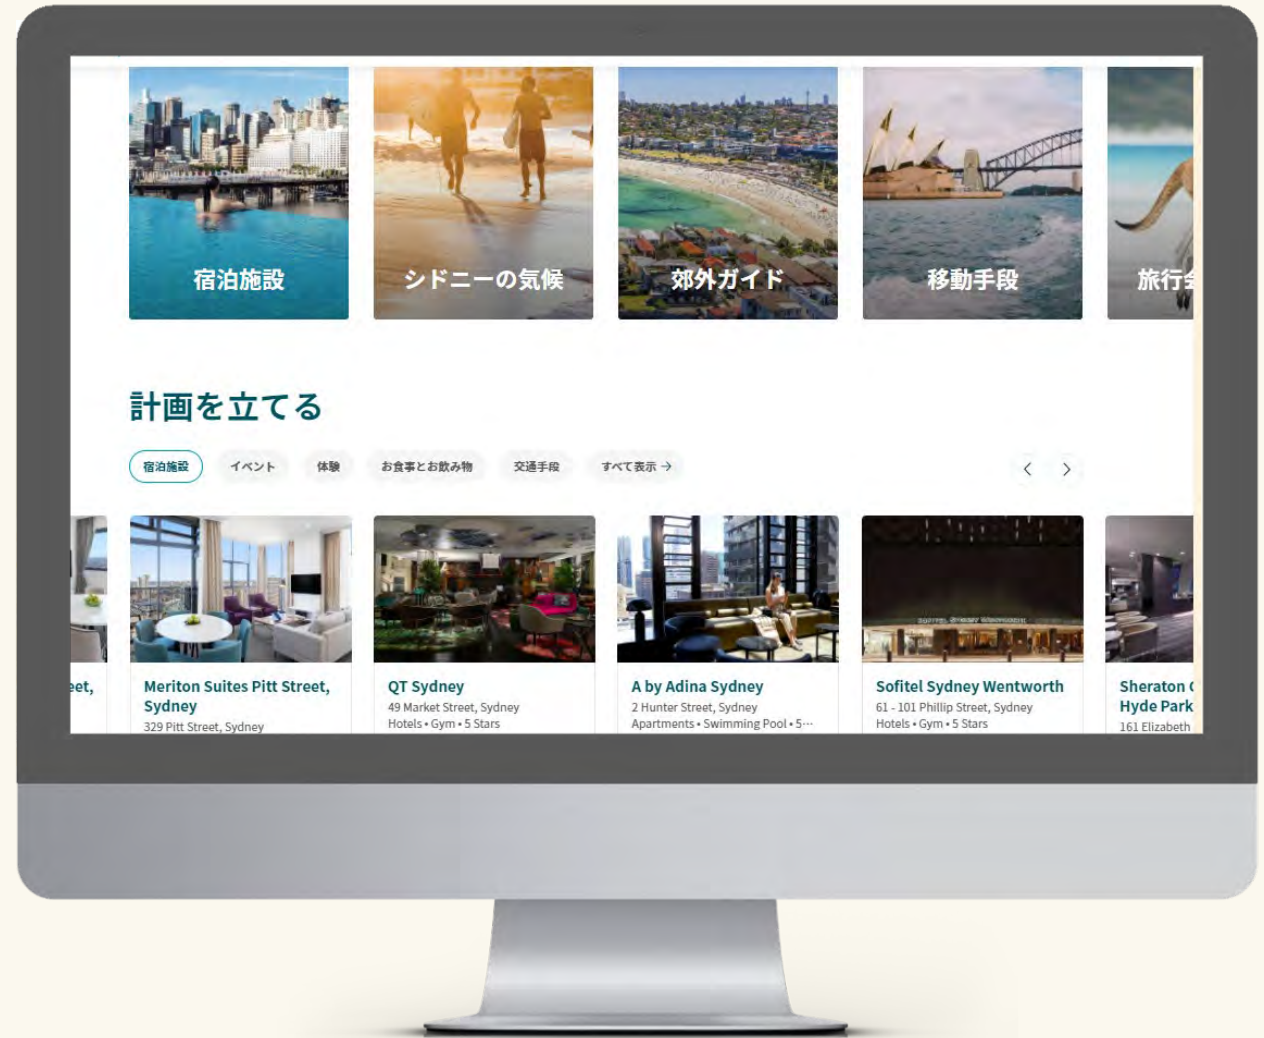 宿泊施設
シドニーの気候
郊外ガイド
移動手段
旅行
計画を立てる
宿泊施設
イベント
体験
お食事とお飲み物
交通手段
すべて表示 →
eet,
Meriton Suites Pitt Street,
Sydney
329 Pitt Street, Sydney
QT Sydney
49 Market Street, Sydney
Hotels • Gym • 5 Stars
A by Adina Sydney
2 Hunter Street, Sydney
Apartments • Swimming Pool • 5…
Sofitel Sydney Wentworth
61 - 101 Phillip Street, Sydney
Hotels • Gym • 5 Stars
Sheraton
Hyde Park
161 Elizabeth